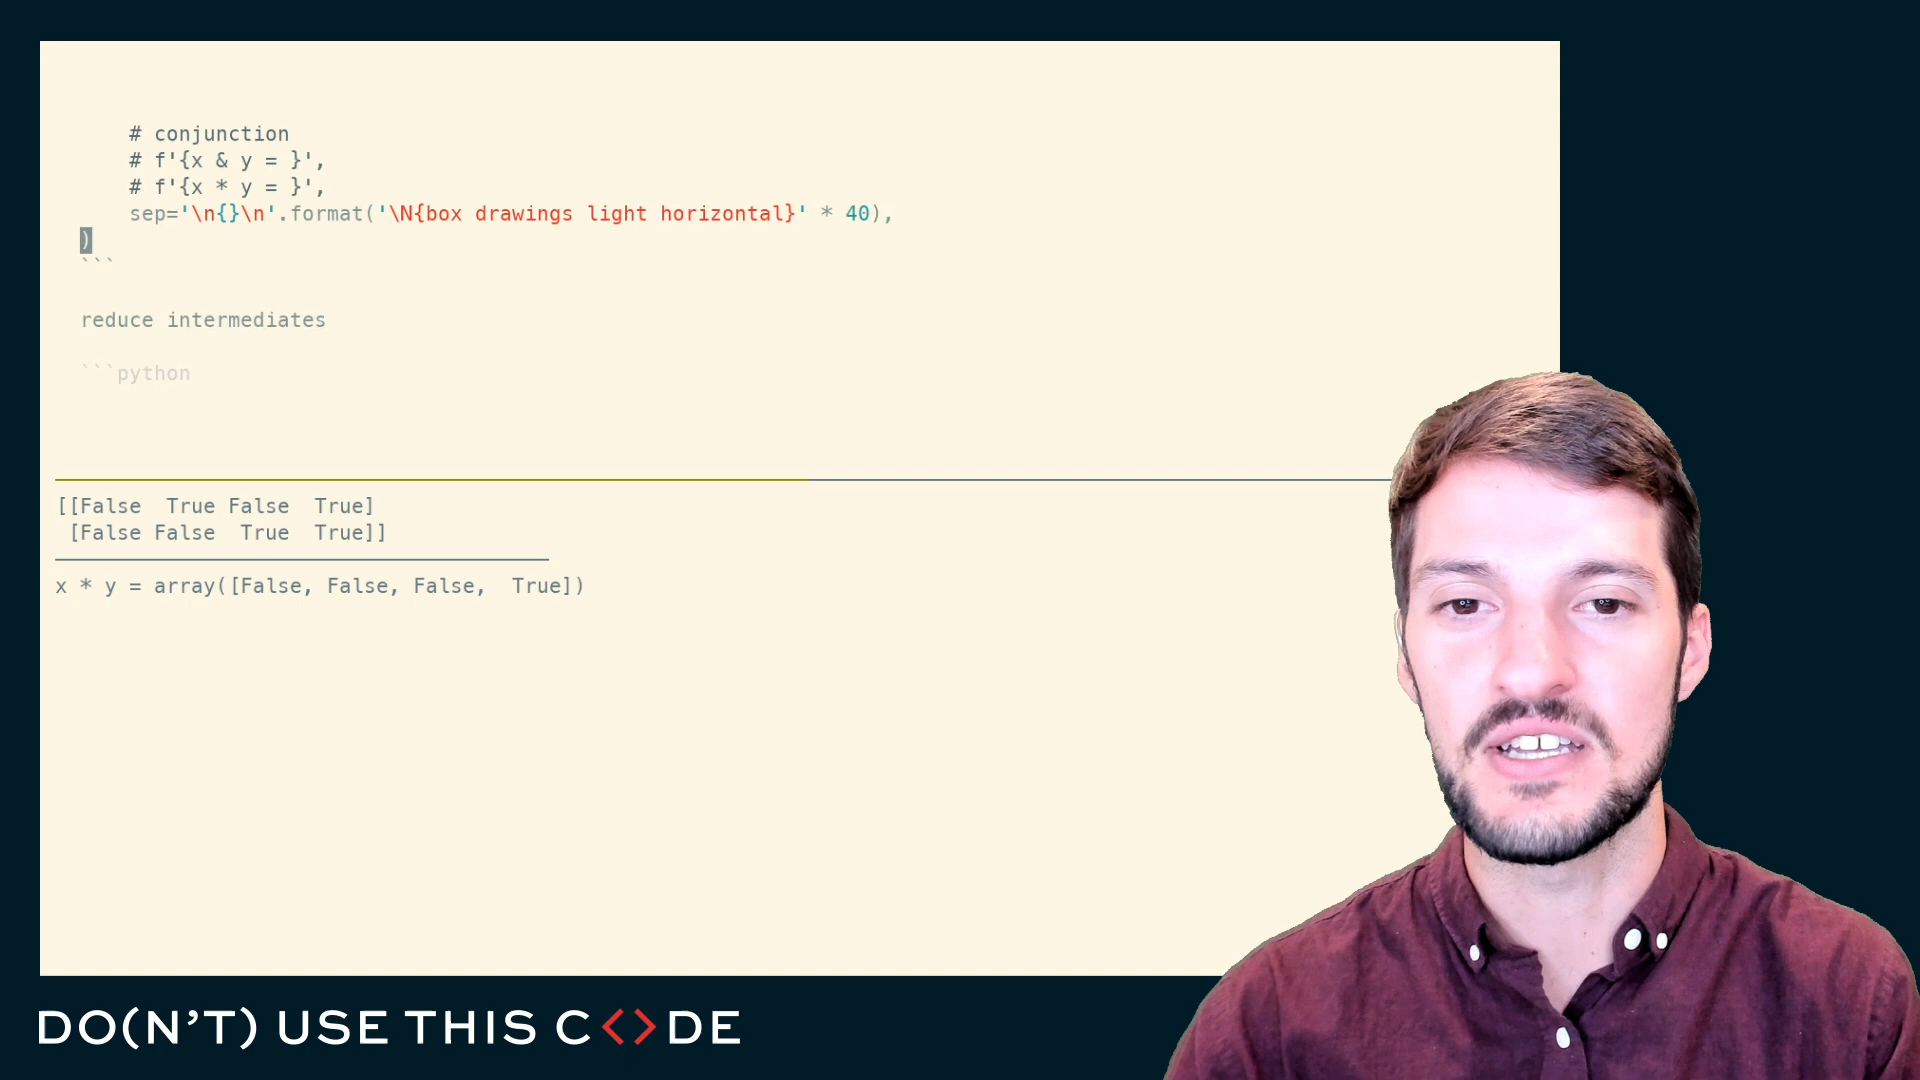 # conjunction
# f'{x & y = }',
# f'{x * y = }',
sep='\n{}\n'.format('\N{box drawings light horizontal}' * 40),
)
```
reduce intermediates
```python
[[False  True False  True]
 [False False  True  True]]
x * y = array([False, False, False,  True])
DO(N'T) USE THIS C<>DE